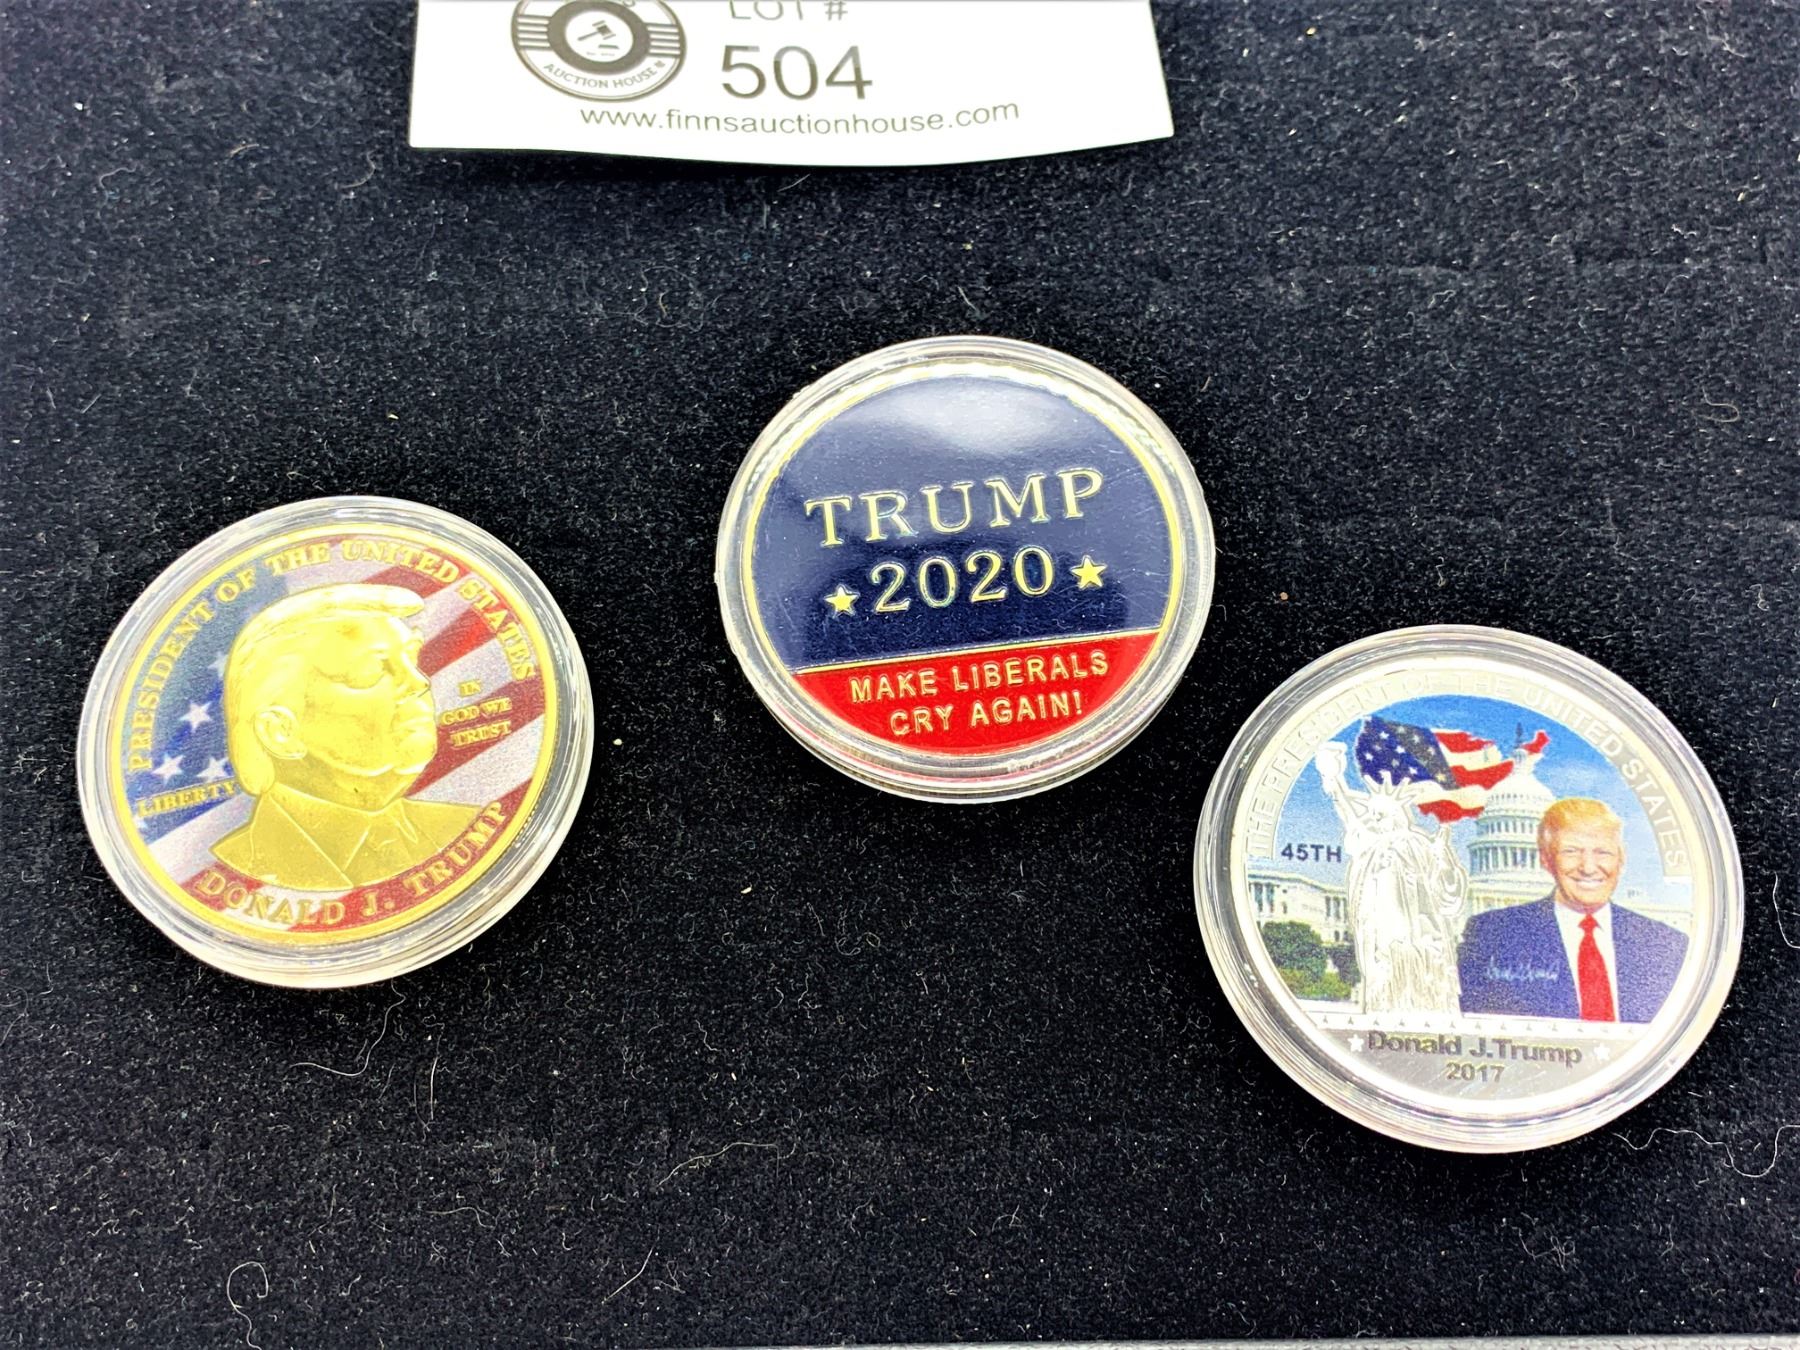 LOT #
504
AUCTION HOUSE
www.finnsauctionhouse.com
PRESIDENT OF THE UNITED STATES
IN
GOD WE
TRUST
LIBERTY
DONALD J. TRUMP
TRUMP
★2020★
MAKE LIBERALS
CRY AGAIN!
THE PRESIDENT OF THE UNITED STATES
45TH
Donald J.Trump
2017